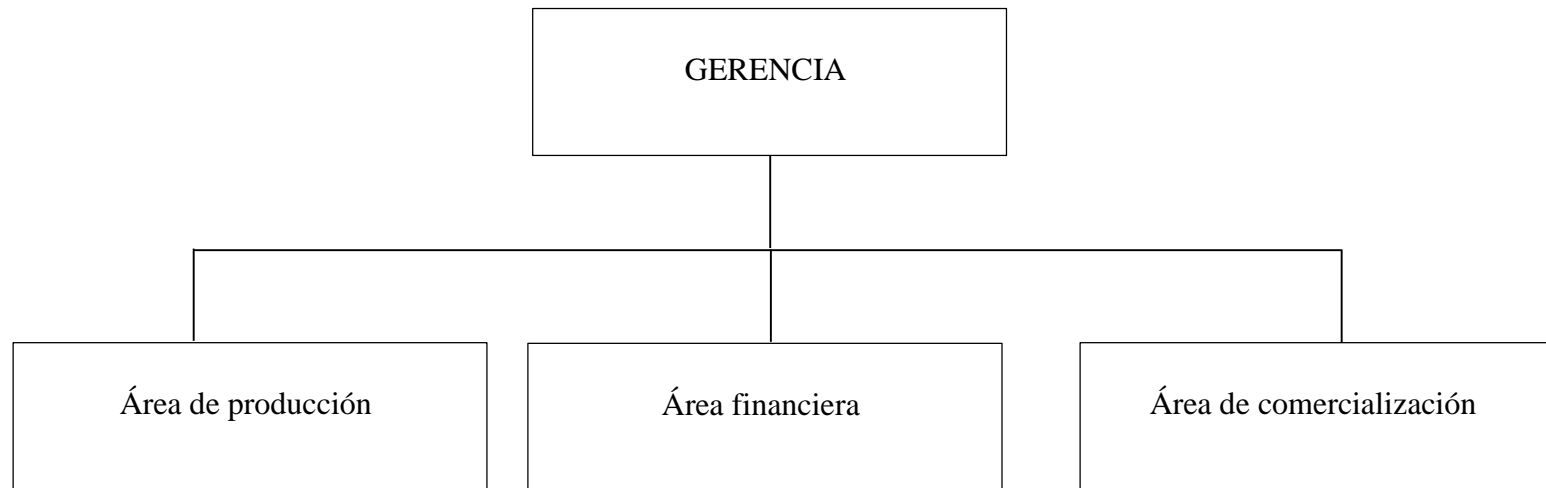 GERENCIA
Área de producción
Área financiera
Área de comercialización